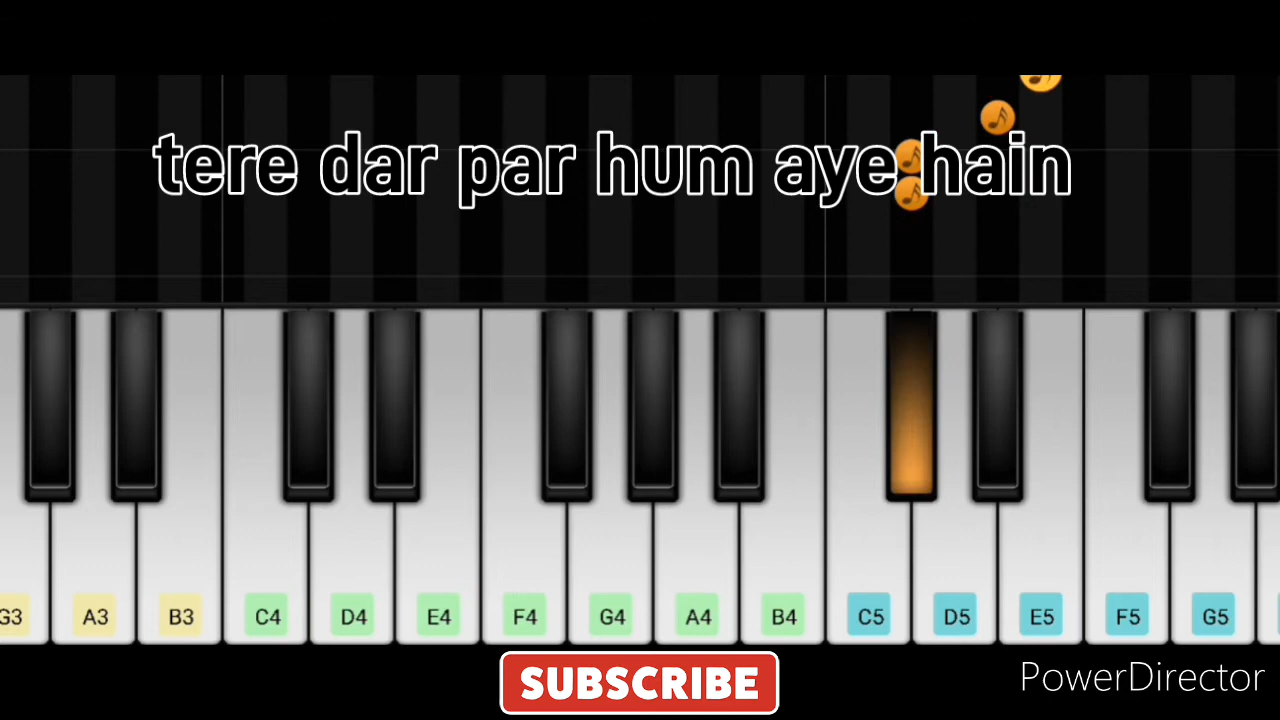 tere dar par hum aye hain
G3 A3 B3 C4 D4 E4 F4 G4 A4 B4 C5 D5 E5 F5 G5
SUBSCRIBE
PowerDirector